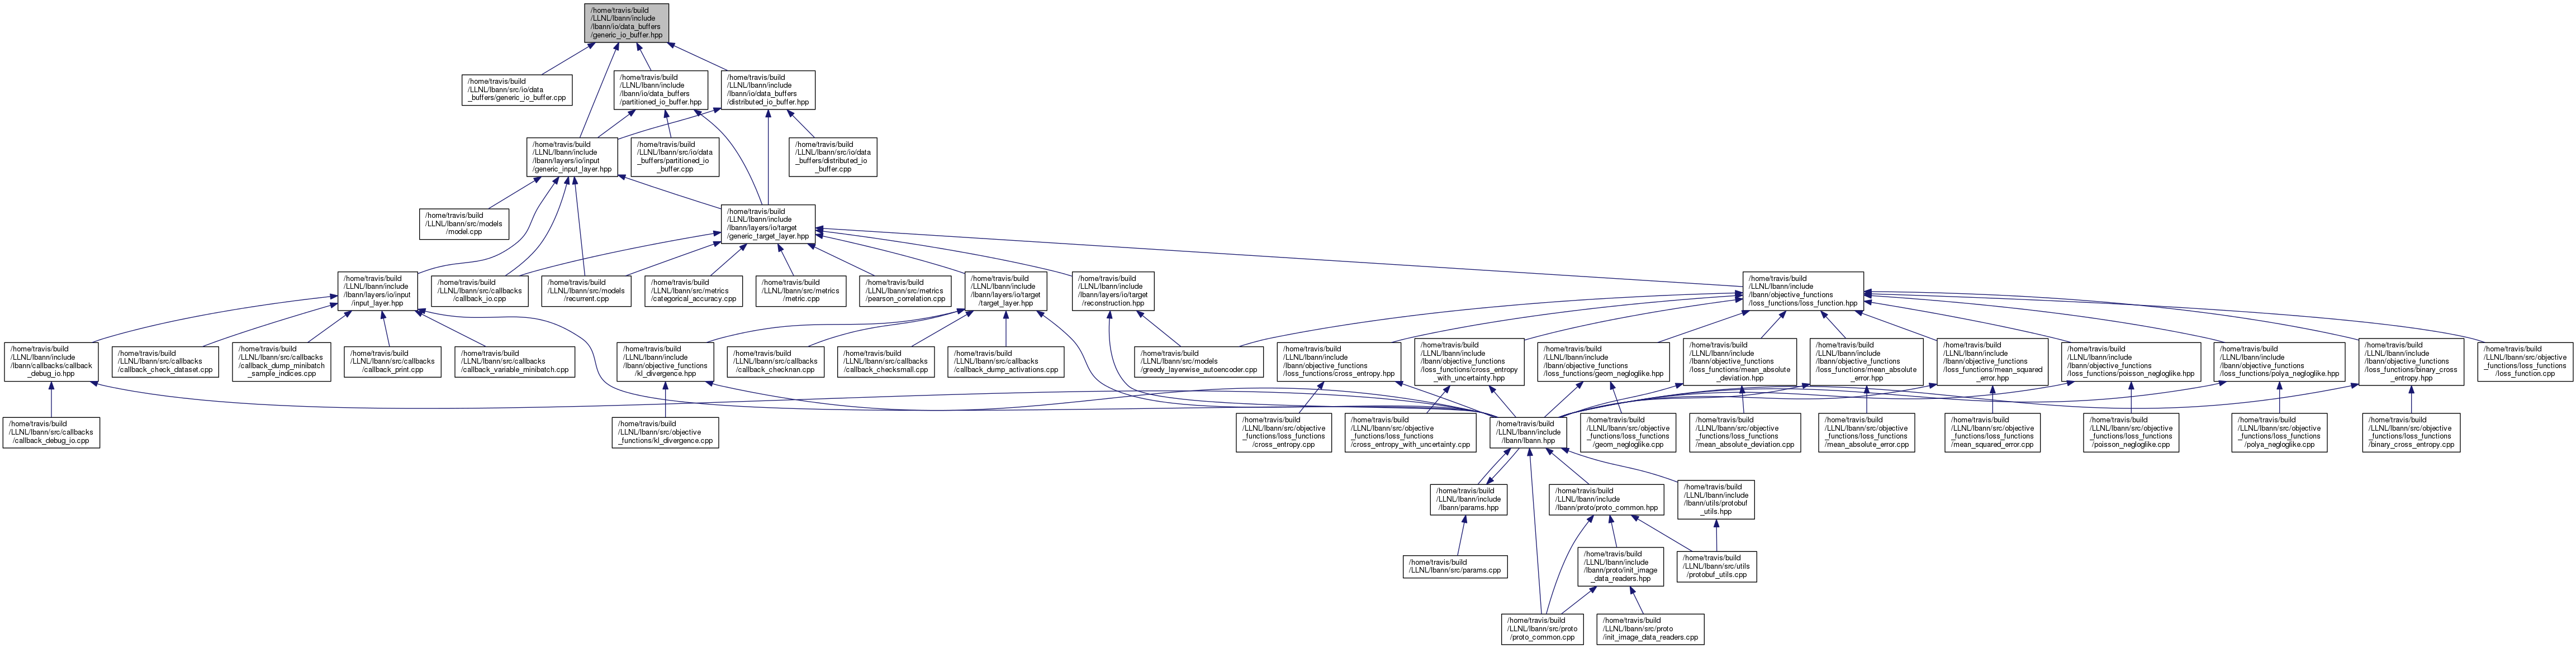 /home/travis/build
/LLNL/lbann/include
/lbann/io/data_buffers
/generic_io_buffer.hpp
/home/travis/build
/LLNL/lbann/src/io/data
_buffers/generic_io_buffer.cpp
/home/travis/build
/LLNL/lbann/include
/lbann/io/data_buffers
/partitioned_io_buffer.hpp
/home/travis/build
/LLNL/lbann/include
/lbann/io/data_buffers
/distributed_io_buffer.hpp
/home/travis/build
/LLNL/lbann/include
/lbann/layers/io/input
/generic_input_layer.hpp
/home/travis/build
/LLNL/lbann/src/io/data
_buffers/partitioned_io
_buffer.cpp
/home/travis/build
/LLNL/lbann/src/io/data
_buffers/distributed_io
_buffer.cpp
/home/travis/build
/LLNL/lbann/src/models
/model.cpp
/home/travis/build
/LLNL/lbann/include
/lbann/layers/io/target
/generic_target_layer.hpp
/home/travis/build
/LLNL/lbann/include
/lbann/layers/io/input
/input_layer.hpp
/home/travis/build
/LLNL/lbann/src/callbacks
/callback_io.cpp
/home/travis/build
/LLNL/lbann/src/models
/recurrent.cpp
/home/travis/build
/LLNL/lbann/src/metrics
/categorical_accuracy.cpp
/home/travis/build
/LLNL/lbann/src/metrics
/metric.cpp
/home/travis/build
/LLNL/lbann/src/metrics
/pearson_correlation.cpp
/home/travis/build
/LLNL/lbann/include
/lbann/layers/io/target
/target_layer.hpp
/home/travis/build
/LLNL/lbann/include
/lbann/layers/io/target
/reconstruction.hpp
/home/travis/build
/LLNL/lbann/include
/lbann/objective_functions
/loss_functions/loss_function.hpp
/home/travis/build
/LLNL/lbann/include
/lbann/callbacks/callback
_debug_io.hpp
/home/travis/build
/LLNL/lbann/src/callbacks
/callback_check_dataset.cpp
/home/travis/build
/LLNL/lbann/src/callbacks
/callback_dump_minibatch
_sample_indices.cpp
/home/travis/build
/LLNL/lbann/src/callbacks
/callback_print.cpp
/home/travis/build
/LLNL/lbann/src/callbacks
/callback_variable_minibatch.cpp
/home/travis/build
/LLNL/lbann/include
/lbann/objective_functions
/kl_divergence.hpp
/home/travis/build
/LLNL/lbann/src/callbacks
/callback_checknan.cpp
/home/travis/build
/LLNL/lbann/src/callbacks
/callback_checksmall.cpp
/home/travis/build
/LLNL/lbann/src/callbacks
/callback_dump_activations.cpp
/home/travis/build
/LLNL/lbann/src/models
/greedy_layerwise_autoencoder.cpp
/home/travis/build
/LLNL/lbann/include
/lbann/objective_functions
/loss_functions/cross_entropy.hpp
/home/travis/build
/LLNL/lbann/include
/lbann/objective_functions
/loss_functions/cross_entropy
_with_uncertainty.hpp
/home/travis/build
/LLNL/lbann/include
/lbann/objective_functions
/loss_functions/geom_negloglike.hpp
/home/travis/build
/LLNL/lbann/include
/lbann/objective_functions
/loss_functions/mean_absolute
_deviation.hpp
/home/travis/build
/LLNL/lbann/include
/lbann/objective_functions
/loss_functions/mean_absolute
_error.hpp
/home/travis/build
/LLNL/lbann/include
/lbann/objective_functions
/loss_functions/mean_squared
_error.hpp
/home/travis/build
/LLNL/lbann/include
/lbann/objective_functions
/loss_functions/poisson_negloglike.hpp
/home/travis/build
/LLNL/lbann/include
/lbann/objective_functions
/loss_functions/polya_negloglike.hpp
/home/travis/build
/LLNL/lbann/include
/lbann/objective_functions
/loss_functions/binary_cross
_entropy.hpp
/home/travis/build
/LLNL/lbann/src/objective
_functions/loss_functions
/loss_function.cpp
/home/travis/build
/LLNL/lbann/src/callbacks
/callback_debug_io.cpp
/home/travis/build
/LLNL/lbann/src/objective
_functions/kl_divergence.cpp
/home/travis/build
/LLNL/lbann/src/objective
_functions/loss_functions
/cross_entropy.cpp
/home/travis/build
/LLNL/lbann/src/objective
_functions/loss_functions
/cross_entropy_with_uncertainty.cpp
/home/travis/build
/LLNL/lbann/include
/lbann/lbann.hpp
/home/travis/build
/LLNL/lbann/src/objective
_functions/loss_functions
/geom_negloglike.cpp
/home/travis/build
/LLNL/lbann/src/objective
_functions/loss_functions
/mean_absolute_deviation.cpp
/home/travis/build
/LLNL/lbann/src/objective
_functions/loss_functions
/mean_absolute_error.cpp
/home/travis/build
/LLNL/lbann/src/objective
_functions/loss_functions
/mean_squared_error.cpp
/home/travis/build
/LLNL/lbann/src/objective
_functions/loss_functions
/poisson_negloglike.cpp
/home/travis/build
/LLNL/lbann/src/objective
_functions/loss_functions
/polya_negloglike.cpp
/home/travis/build
/LLNL/lbann/src/objective
_functions/loss_functions
/binary_cross_entropy.cpp
/home/travis/build
/LLNL/lbann/include
/lbann/params.hpp
/home/travis/build
/LLNL/lbann/include
/lbann/proto/proto_common.hpp
/home/travis/build
/LLNL/lbann/include
/lbann/utils/protobuf
_utils.hpp
/home/travis/build
/LLNL/lbann/src/params.cpp
/home/travis/build
/LLNL/lbann/include
/lbann/proto/init_image
_data_readers.hpp
/home/travis/build
/LLNL/lbann/src/utils
/protobuf_utils.cpp
/home/travis/build
/LLNL/lbann/src/proto
/proto_common.cpp
/home/travis/build
/LLNL/lbann/src/proto
/init_image_data_readers.cpp